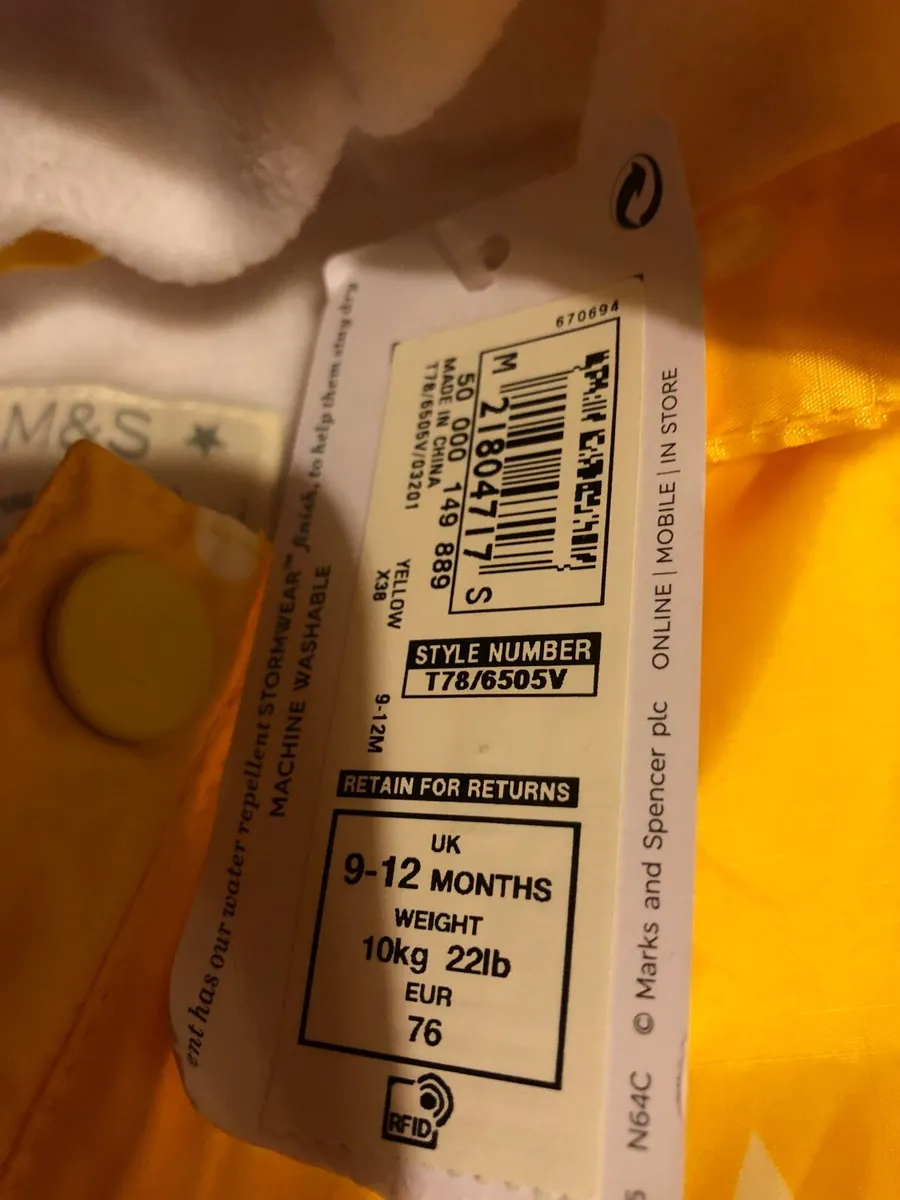 M&S
ent has our water repellent STORMWEAR™ finish, to help them stay dry
MACHINE WASHABLE
670694
M 21804717 S
50 000 149 889
MADE IN CHINA
T78/6505V/03201
YELLOW
X38
9-12M
STYLE NUMBER
T78/6505V
RETAIN FOR RETURNS
UK
9-12 MONTHS
WEIGHT
10kg 22lb
EUR
76
RFID
N64C © Marks and Spencer plc ONLINE | MOBILE | IN STORE